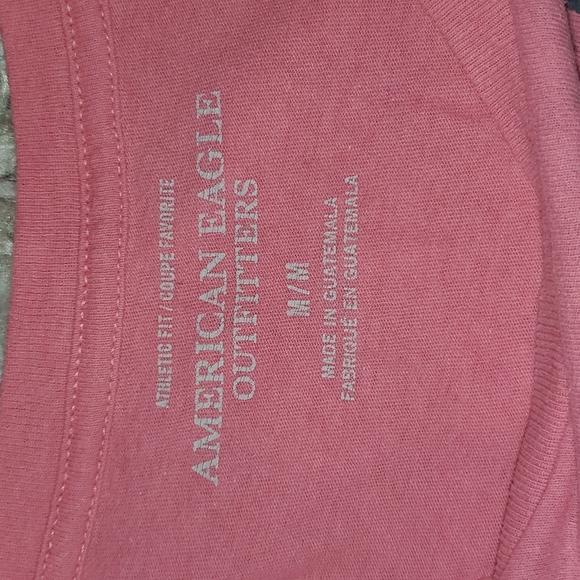 ATHLETIC FIT / COUPE FAVORITE
AMERICAN EAGLE
OUTFITTERS
M / M
MADE IN GUATEMALA
FABRIQUÉ EN GUATEMALA